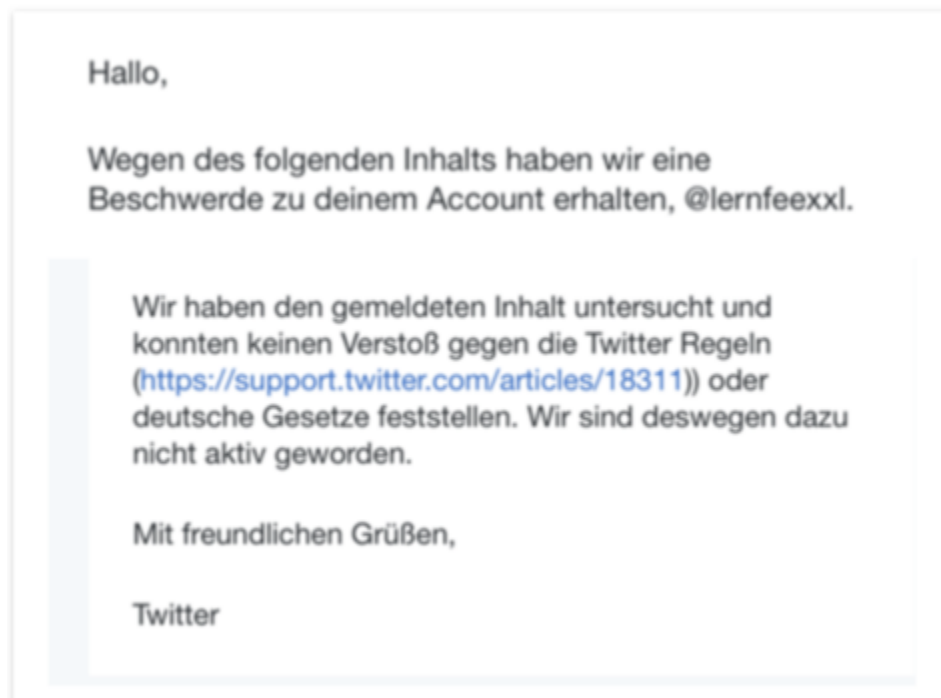 Hallo,
Wegen des folgenden Inhalts haben wir eine
Beschwerde zu deinem Account erhalten, @lernfeexxl.
Wir haben den gemeldeten Inhalt untersucht und
konnten keinen Verstoß gegen die Twitter Regeln
(https://support.twitter.com/articles/18311)) oder
deutsche Gesetze feststellen. Wir sind deswegen dazu
nicht aktiv geworden.
Mit freundlichen Grüßen,
Twitter